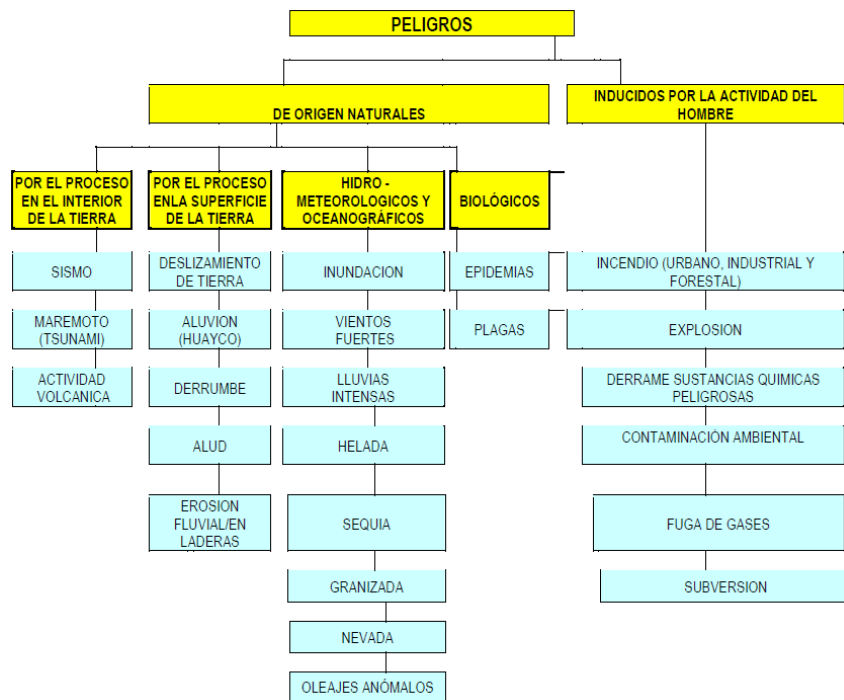 PELIGROS
DE ORIGEN NATURALES
INDUCIDOS POR LA ACTIVIDAD DEL
HOMBRE
POR EL PROCESO
EN EL INTERIOR
DE LA TIERRA
POR EL PROCESO
ENLA SUPERFICIE
DE LA TIERRA
HIDRO -
METEOROLOGICOS Y
OCEANOGRÁFICOS
BIOLÓGICOS
SISMO
MAREMOTO
(TSUNAMI)
ACTIVIDAD
VOLCANICA
DESLIZAMIENTO
DE TIERRA
ALUVION
(HUAYCO)
DERRUMBE
ALUD
EROSION
FLUVIAL/EN
LADERAS
INUNDACION
VIENTOS
FUERTES
LLUVIAS
INTENSAS
HELADA
SEQUIA
GRANIZADA
NEVADA
OLEAJES ANÓMALOS
EPIDEMIAS
PLAGAS
INCENDIO (URBANO, INDUSTRIAL Y
FORESTAL)
EXPLOSION
DERRAME SUSTANCIAS QUIMICAS
PELIGROSAS
CONTAMINACIÓN AMBIENTAL
FUGA DE GASES
SUBVERSION